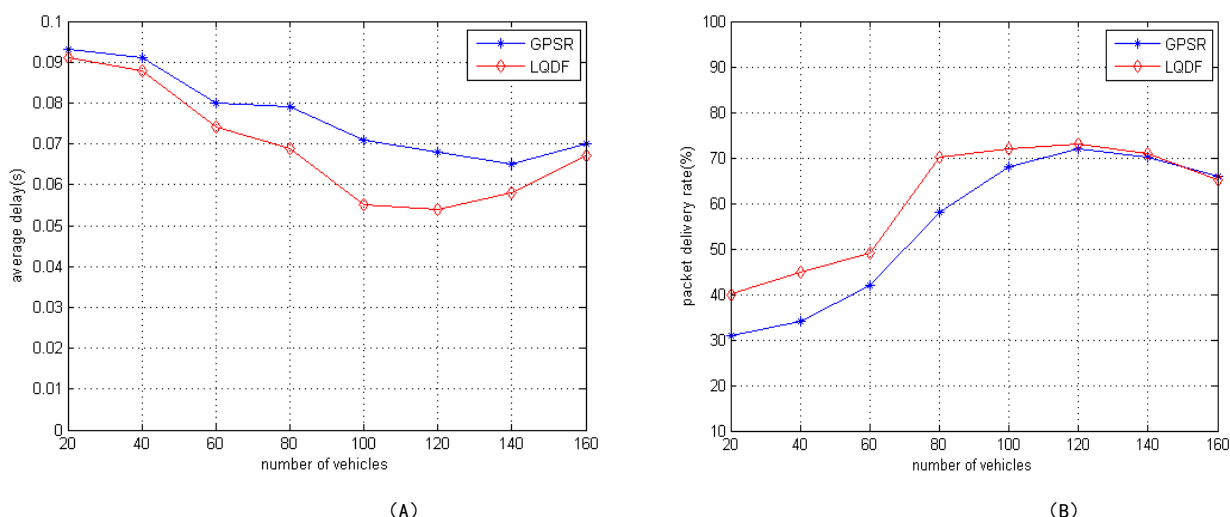 0.1
0.09
0.08
0.07
0.06
0.05
0.04
0.03
0.02
0.01
0
20 40 60 80 100 120 140 160
average delay(s)
number of vehicles
GPSR
LQDF
(A)
100
90
80
70
60
50
40
30
20
10
20 40 60 80 100 120 140 160
packet delivery rate(%)
number of vehicles
GPSR
LQDF
(B)